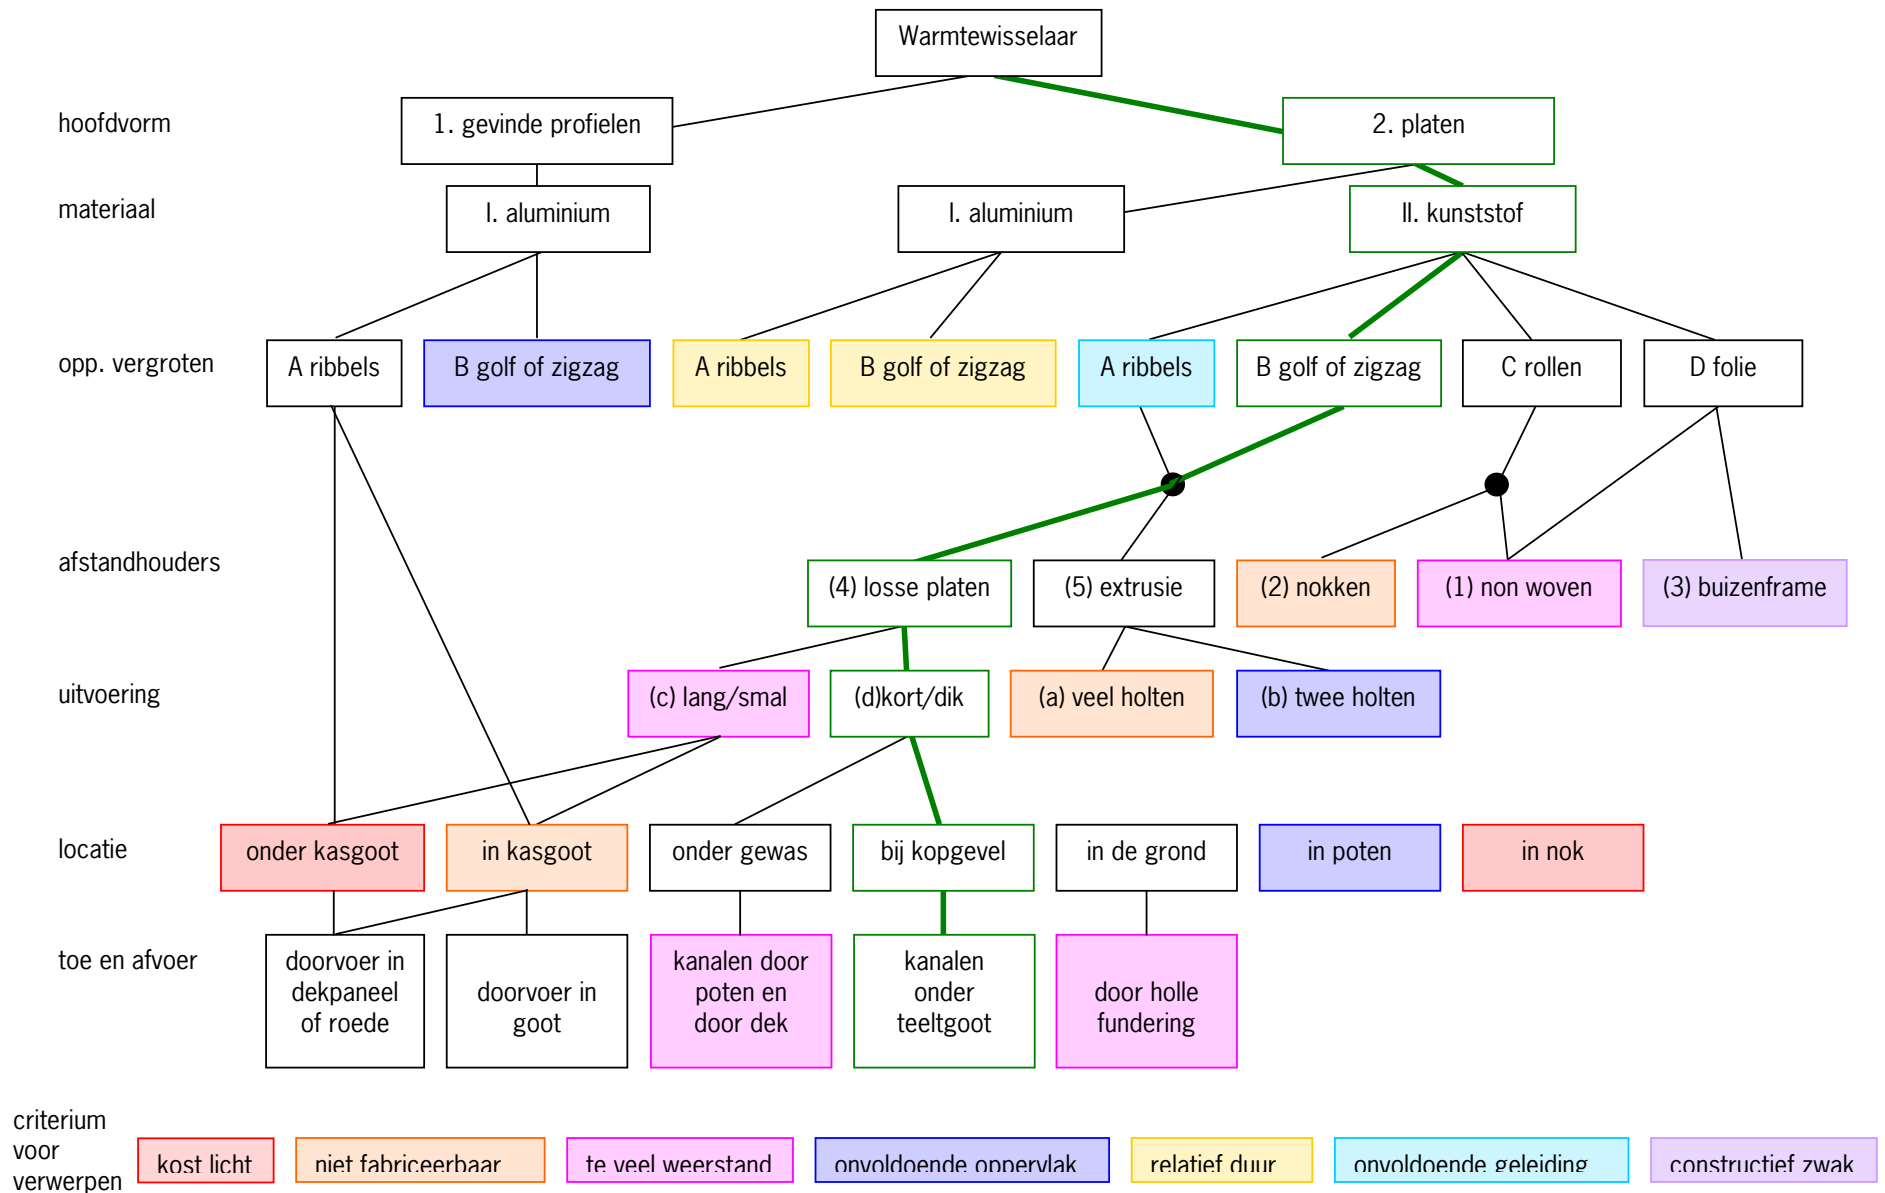 Warmtewisselaar
hoofdvorm
1. gevinde profielen
2. platen
materiaal
I. aluminium
I. aluminium
II. kunststof
opp. vergroten
A ribbels
B golf of zigzag
A ribbels
B golf of zigzag
A ribbels
B golf of zigzag
C rollen
D folie
afstandhouders
(4) losse platen
(5) extrusie
(2) nokken
(1) non woven
(3) buizenframe
uitvoering
(c) lang/smal
(d)kort/dik
(a) veel holten
(b) twee holten
locatie
onder kasgoot
in kasgoot
onder gewas
bij kopgevel
in de grond
in poten
in nok
toe en afvoer
doorvoer in
dekpaneel
of roede
doorvoer in
goot
kanalen door
poten en
door dek
kanalen
onder
teeltgoot
door holle
fundering
criterium
voor
verwerpen
kost licht
niet fabriceerbaar
te veel weerstand
onvoldoende oppervlak
relatief duur
onvoldoende geleiding
constructief zwak